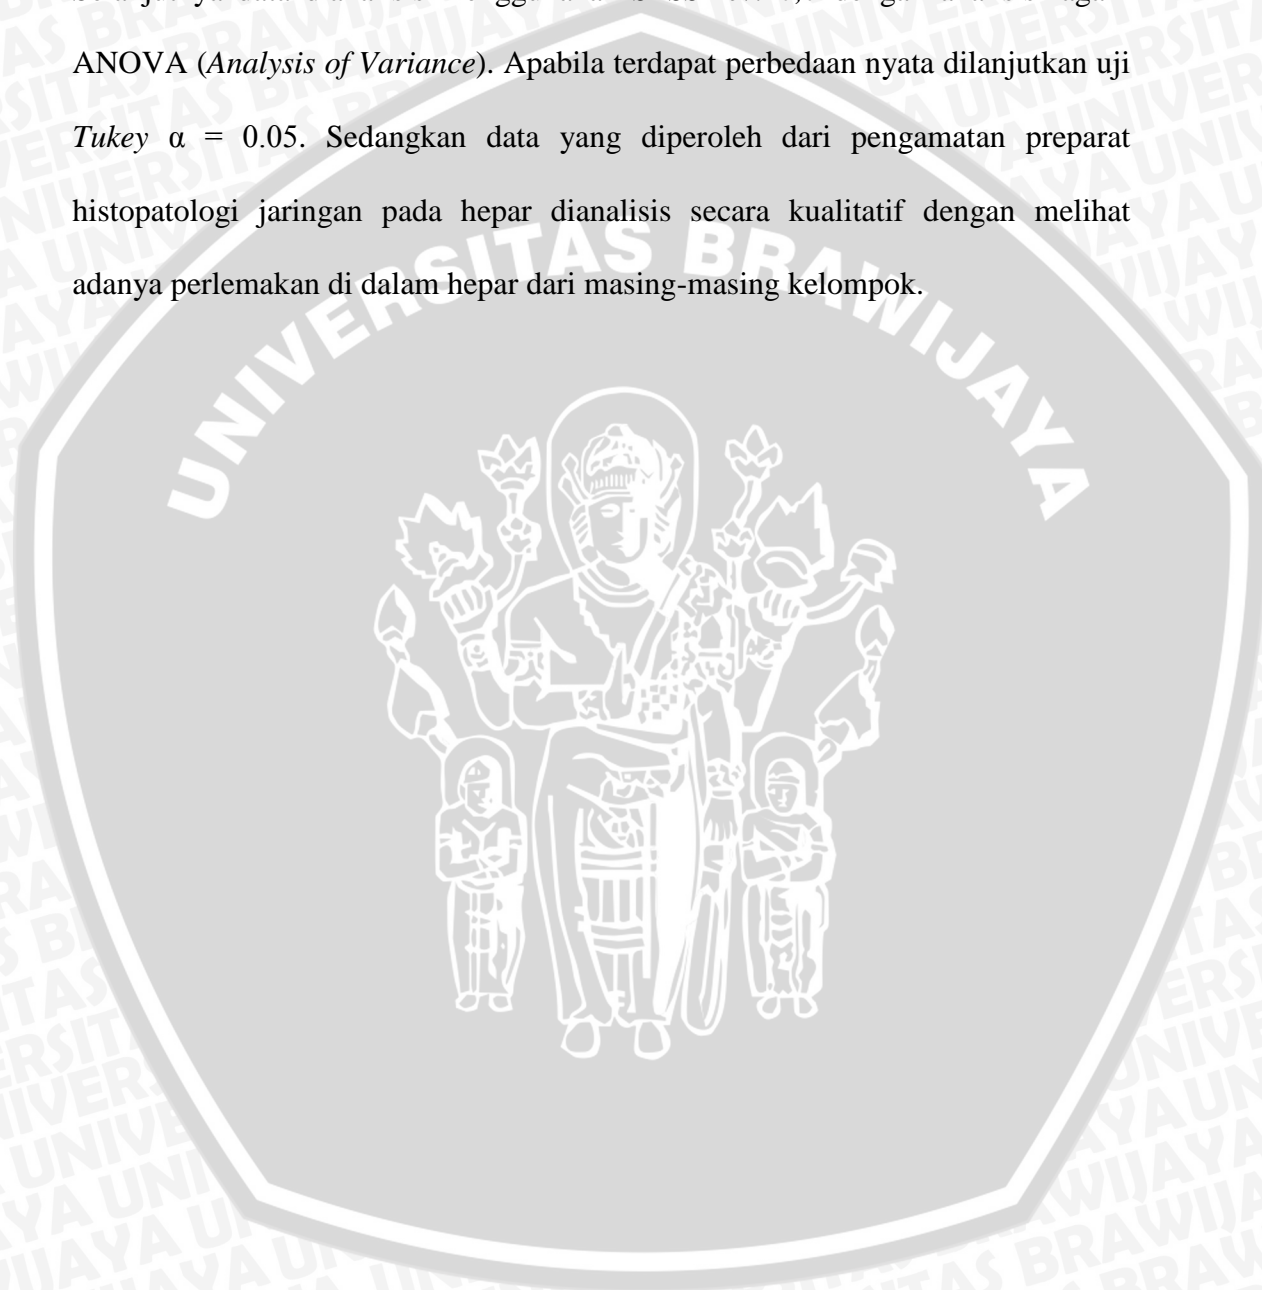 ANOVA (Analysis of Variance). Apabila terdapat perbedaan nyata dilanjutkan uji
Tukey α = 0.05. Sedangkan data yang diperoleh dari pengamatan preparat
histopatologi jaringan pada hepar dianalisis secara kualitatif dengan melihat
adanya perlemakan di dalam hepar dari masing-masing kelompok.
UNIVERSITAS BRAWIJAYA